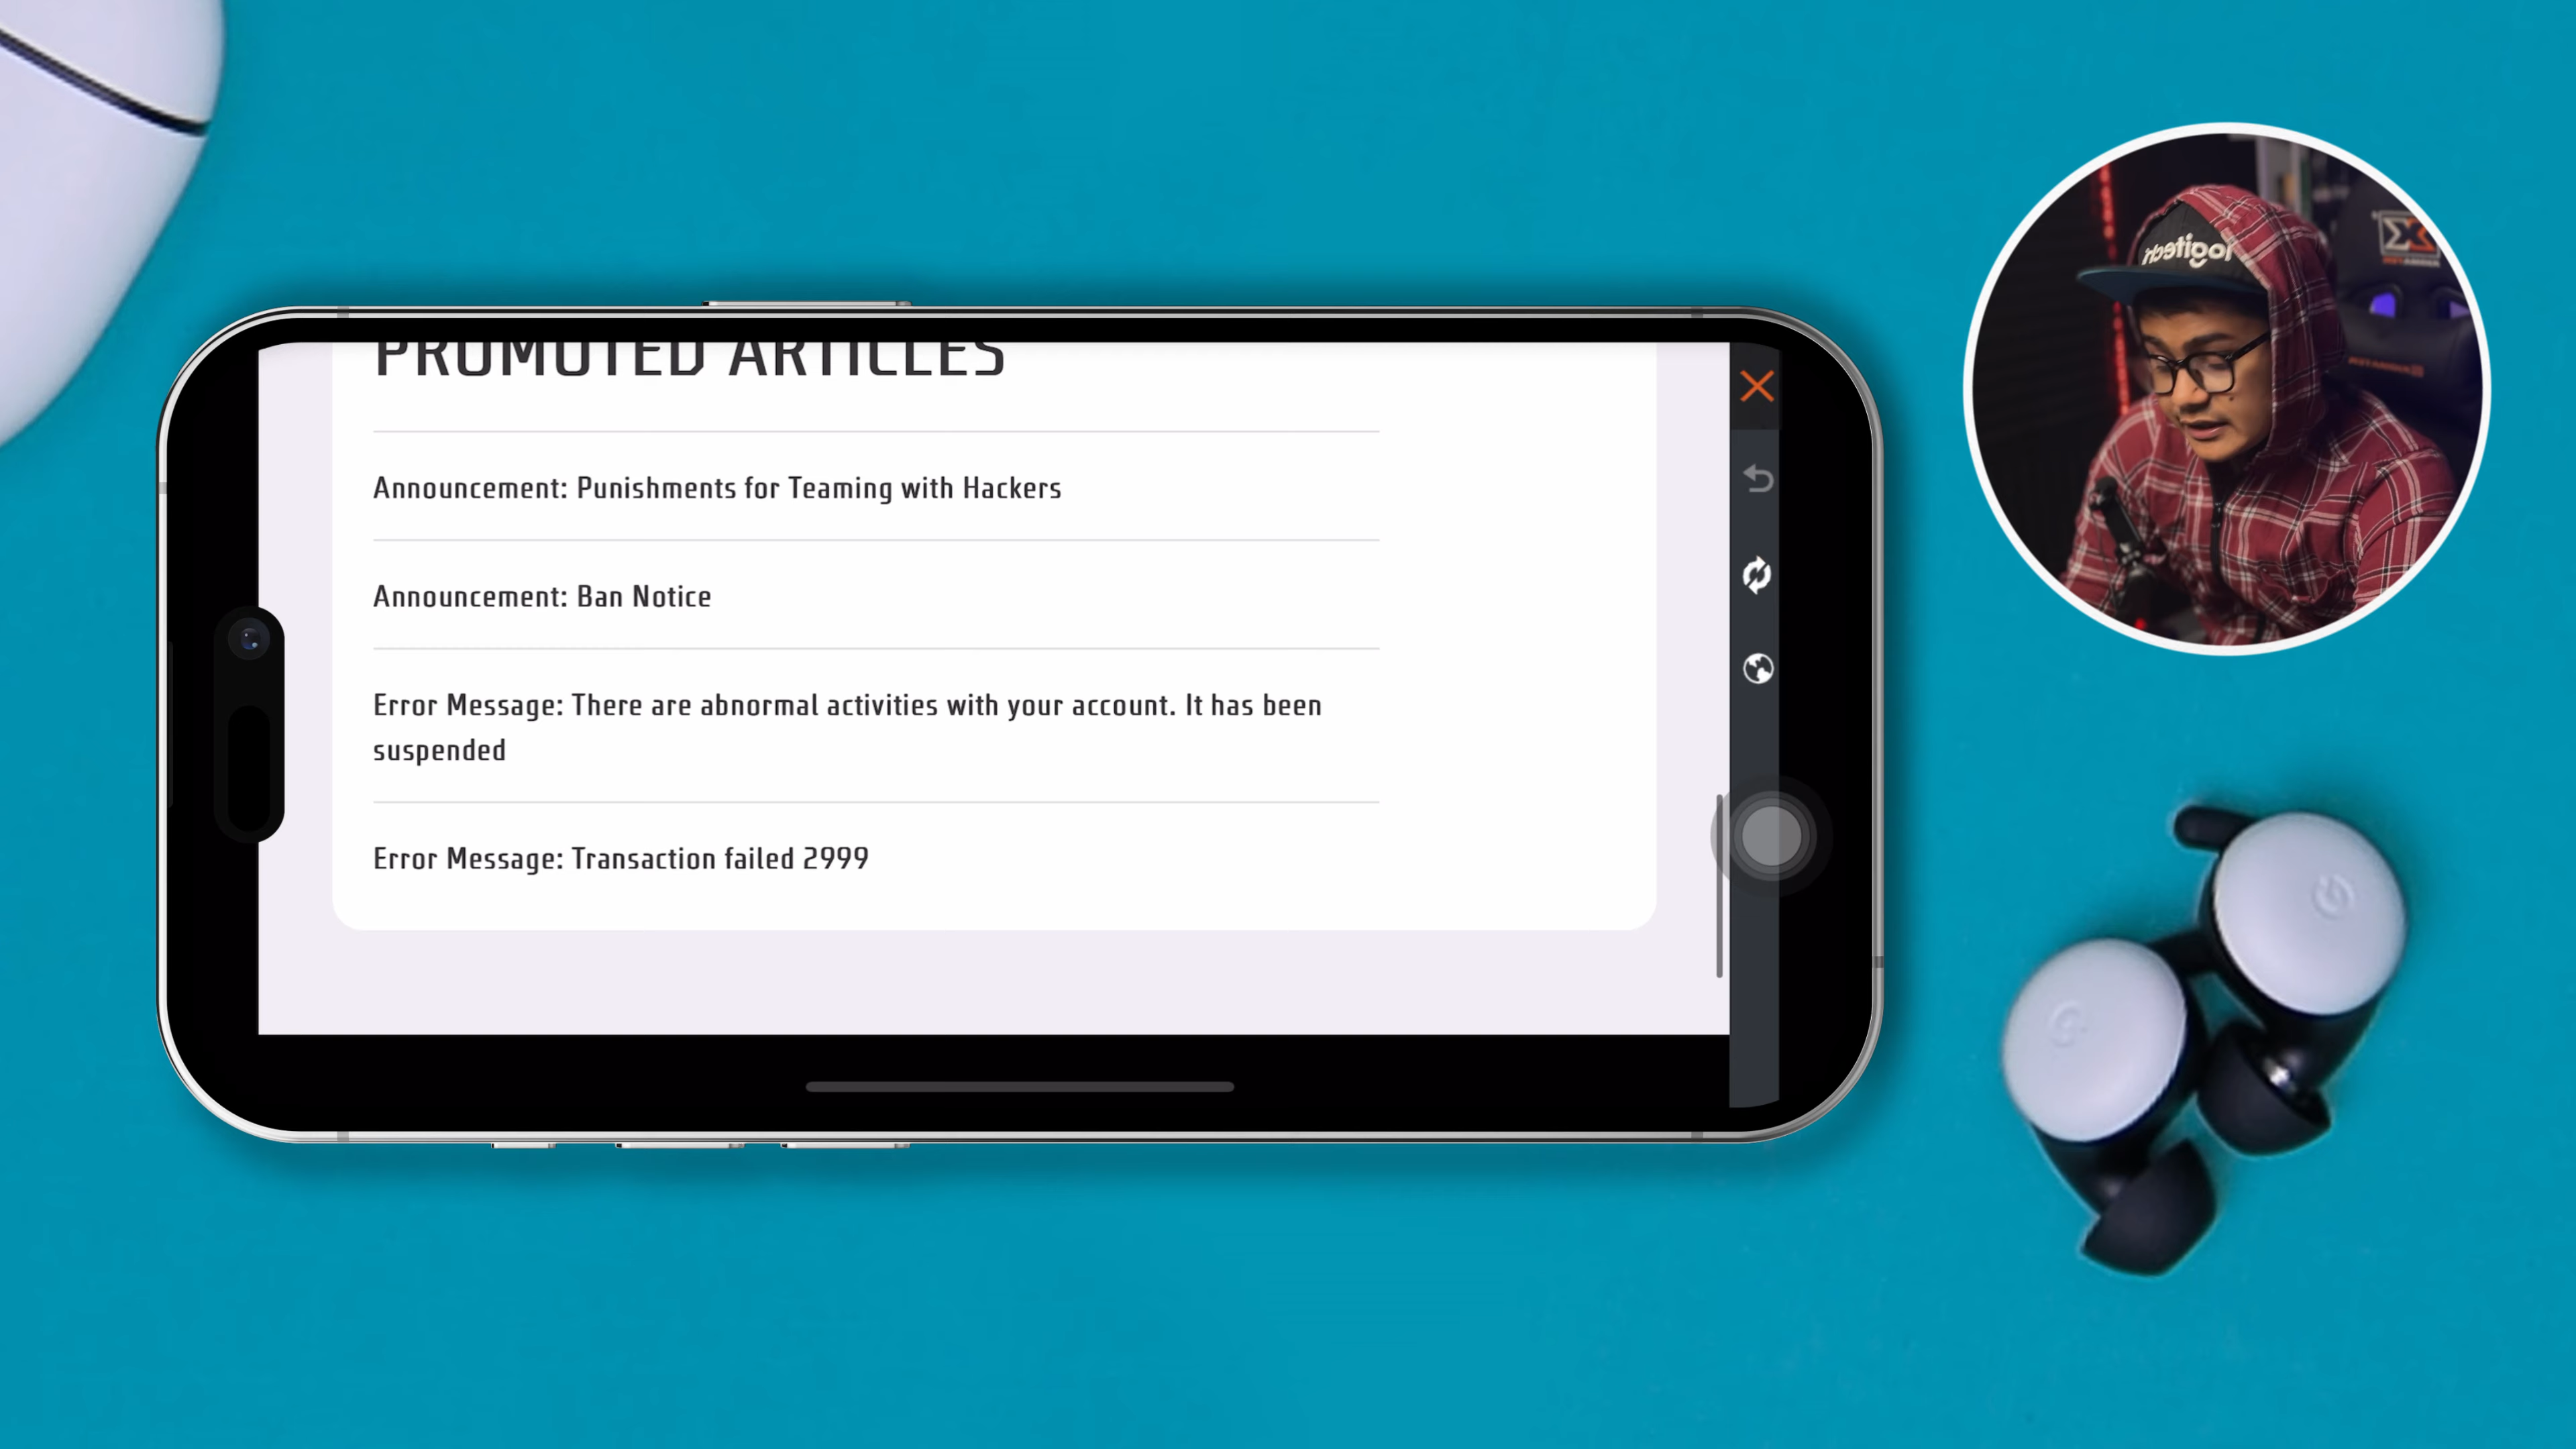 PROMOTED ARTICLES
Announcement: Punishments for Teaming with Hackers
Announcement: Ban Notice
Error Message: There are abnormal activities with your account. It has been
suspended
Error Message: Transaction failed 2999
logitech